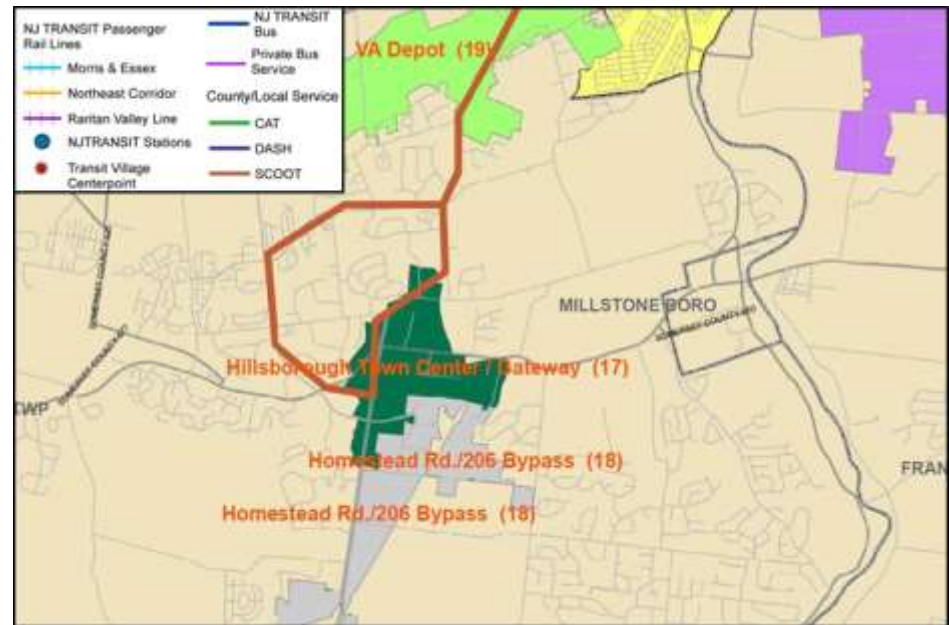 NJ TRANSIT Passenger
Rail Lines
Morris & Essex
Northeast Corridor
Raritan Valley Line
NJTRANSIT Stations
Transit Village
Centerpoint
NJ TRANSIT
Bus
Private Bus
Service
County/Local Service
CAT
DASH
SCOOT
VA Depot (19)
MILLSTONE BORO
Hillsborough Town Center / Gateway (17)
TWP
Homestead Rd./206 Bypass (18)
FRAN
Homestead Rd./206 Bypass (18)